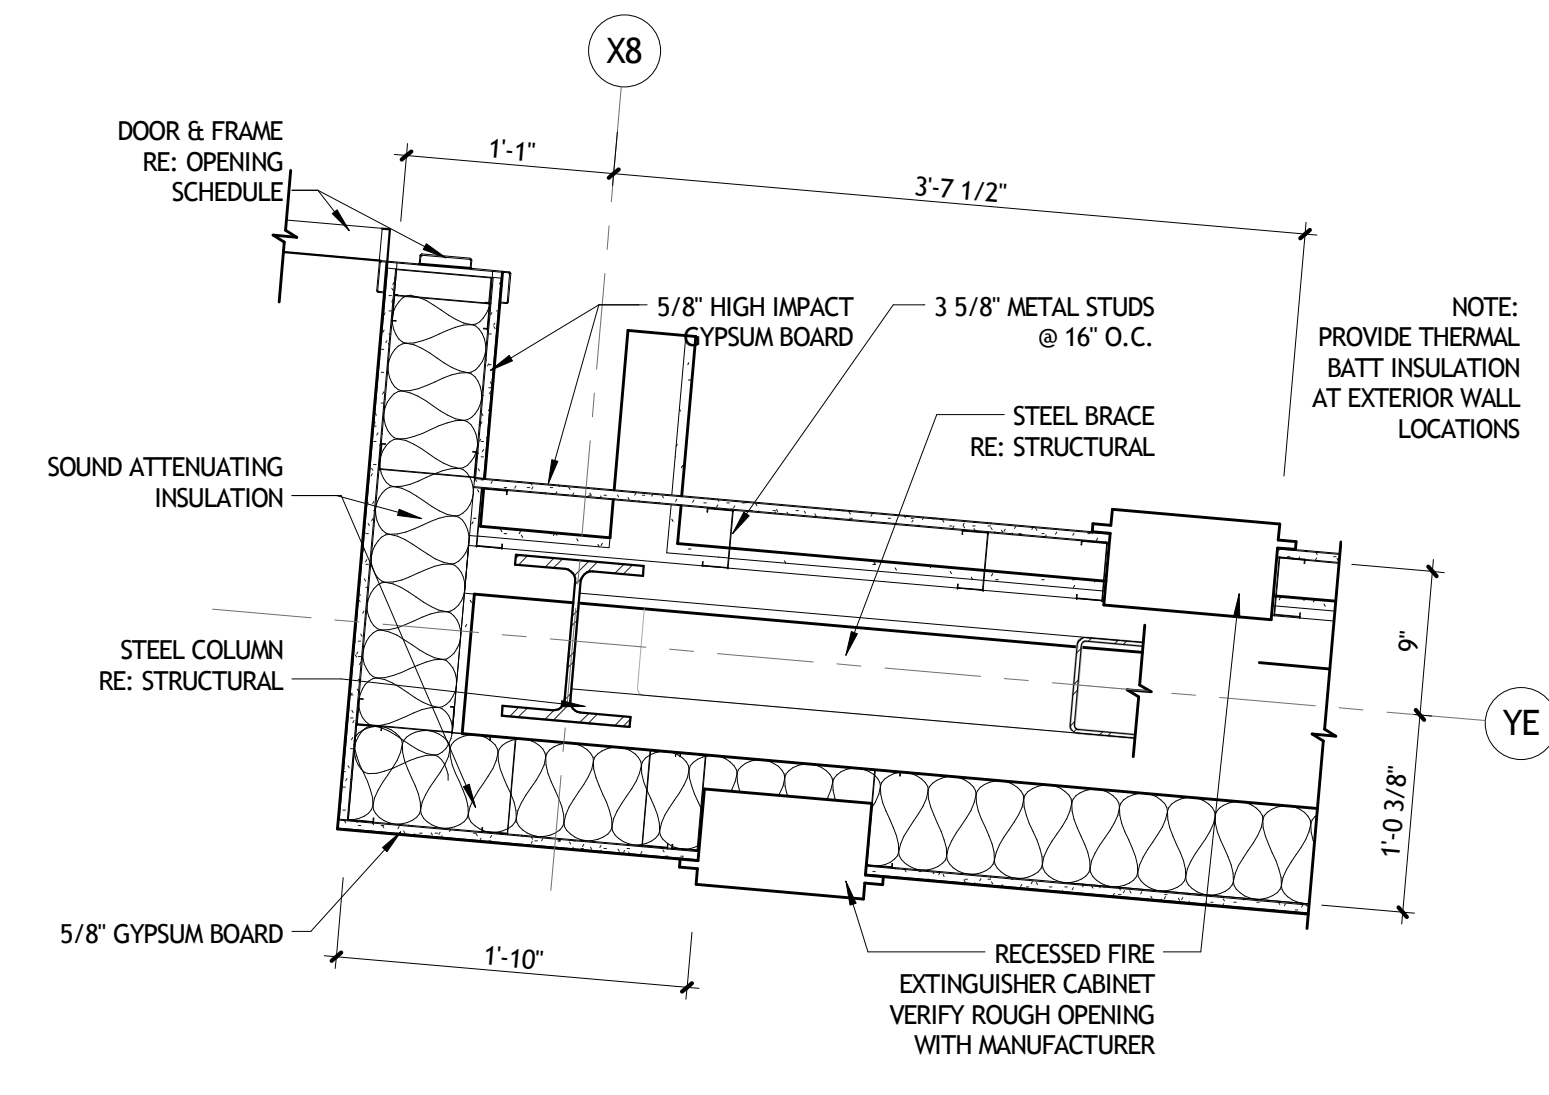 X8
DOOR & FRAME
RE: OPENING
SCHEDULE
1'-1"
3'-7 1/2"
5/8" HIGH IMPACT
GYPSUM BOARD
3 5/8" METAL STUDS
@ 16" O.C.
NOTE:
PROVIDE THERMAL
BATT INSULATION
AT EXTERIOR WALL
LOCATIONS
STEEL BRACE
RE: STRUCTURAL
SOUND ATTENUATING
INSULATION
STEEL COLUMN
RE: STRUCTURAL
9"
YE
1'-0 3/8"
5/8" GYPSUM BOARD
1'-10"
RECESSED FIRE
EXTINGUISHER CABINET
VERIFY ROUGH OPENING
WITH MANUFACTURER